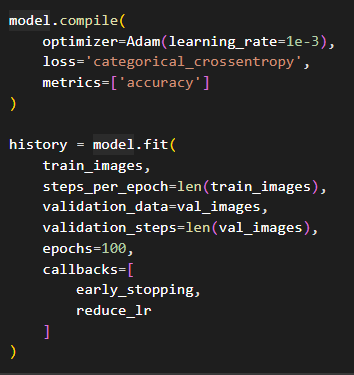 model.compile(
    optimizer=Adam(learning_rate=1e-3),
    loss='categorical_crossentropy',
    metrics=['accuracy']
)

history = model.fit(
    train_images,
    steps_per_epoch=len(train_images),
    validation_data=val_images,
    validation_steps=len(val_images),
    epochs=100,
    callbacks=[
        early_stopping,
        reduce_lr
    ]
)